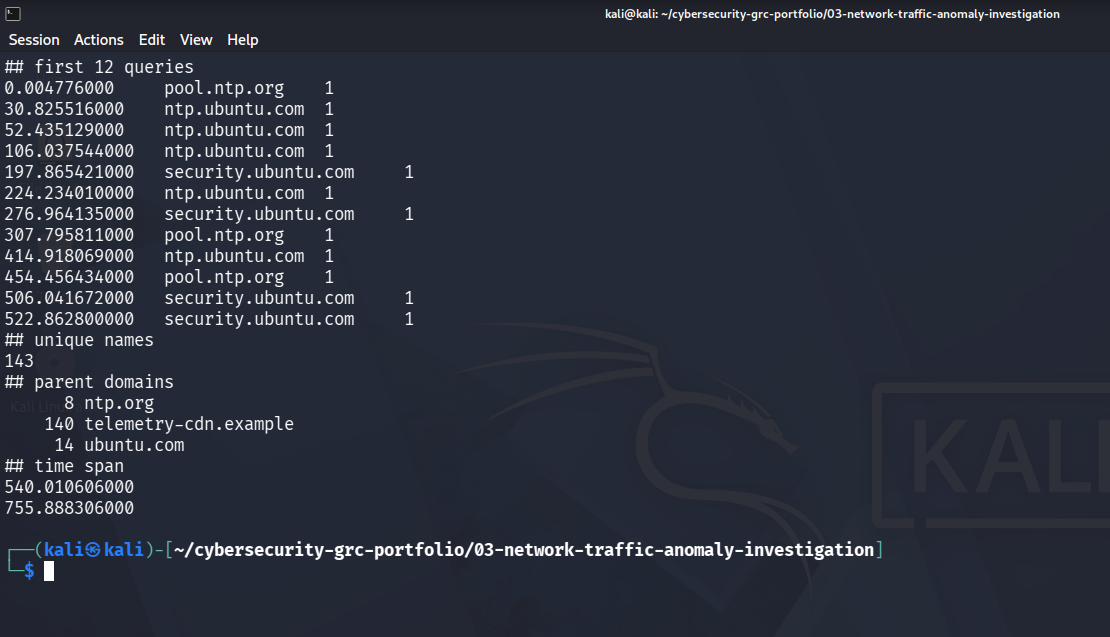 kali@kali: ~/cybersecurity-grc-portfolio/03-network-traffic-anomaly-investigation
Session Actions Edit View Help
## first 12 queries
0.004776000 pool.ntp.org 1
30.825516000 ntp.ubuntu.com 1
52.435129000 ntp.ubuntu.com 1
106.037544000 ntp.ubuntu.com 1
197.865421000 security.ubuntu.com 1
224.234010000 ntp.ubuntu.com 1
276.964135000 security.ubuntu.com 1
307.795811000 pool.ntp.org 1
414.918069000 ntp.ubuntu.com 1
454.456434000 pool.ntp.org 1
506.041672000 security.ubuntu.com 1
522.862800000 security.ubuntu.com 1
## unique names
143
## parent domains
8 ntp.org
140 telemetry-cdn.example
14 ubuntu.com
## time span
540.010606000
755.888306000
┌──(kali㉿kali)-[~/cybersecurity-grc-portfolio/03-network-traffic-anomaly-investigation]
└─$
KALI